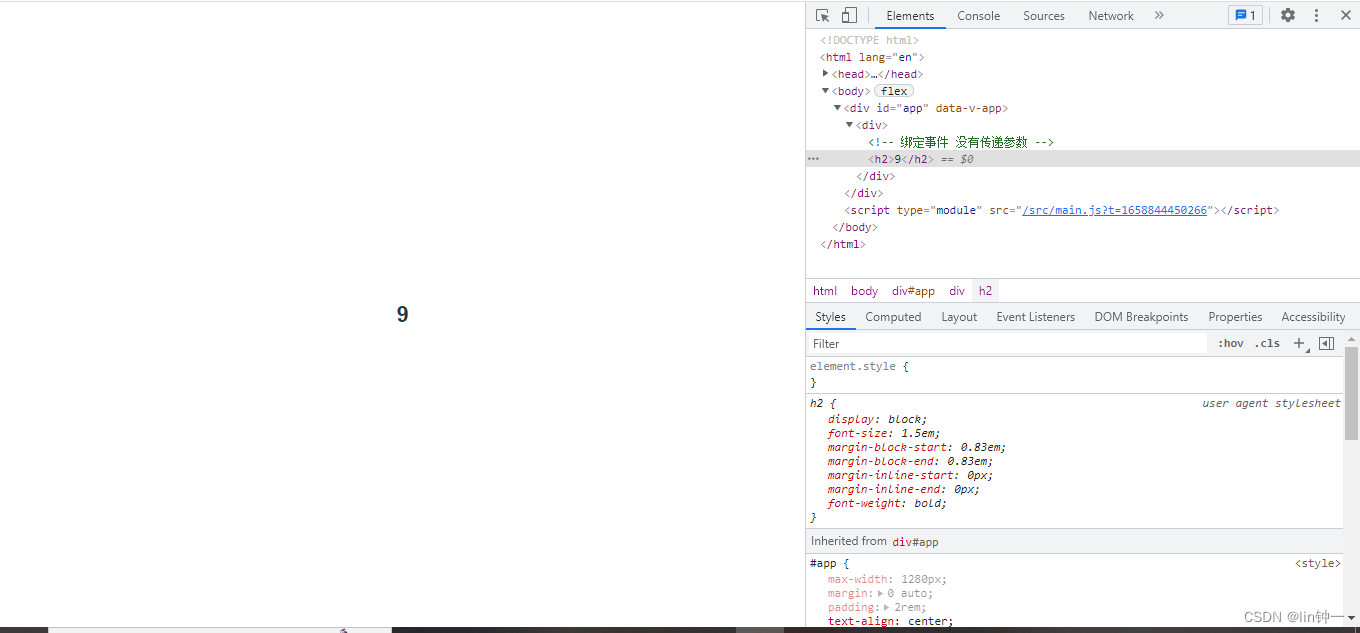 9
Elements Console Sources Network » 1
<!DOCTYPE html>
<html lang="en">
<head>…</head>
<body> flex
<div id="app" data-v-app>
<div>
<!-- 绑定事件 没有传递参数 -->
<h2>9</h2> == $0
</div>
</div>
<script type="module" src="/src/main.js?t=1658844450266"></script>
</body>
</html>
html body div#app div h2
Styles Computed Layout Event Listeners DOM Breakpoints Properties Accessibility
Filter :hov .cls +
element.style {
}
h2 { user agent stylesheet
display: block;
font-size: 1.5em;
margin-block-start: 0.83em;
margin-block-end: 0.83em;
margin-inline-start: 0px;
margin-inline-end: 0px;
font-weight: bold;
}
Inherited from div#app
#app { <style>
max-width: 1280px;
margin: 0 auto;
padding: 2rem;
text-align: center;
CSDN @lin钟一